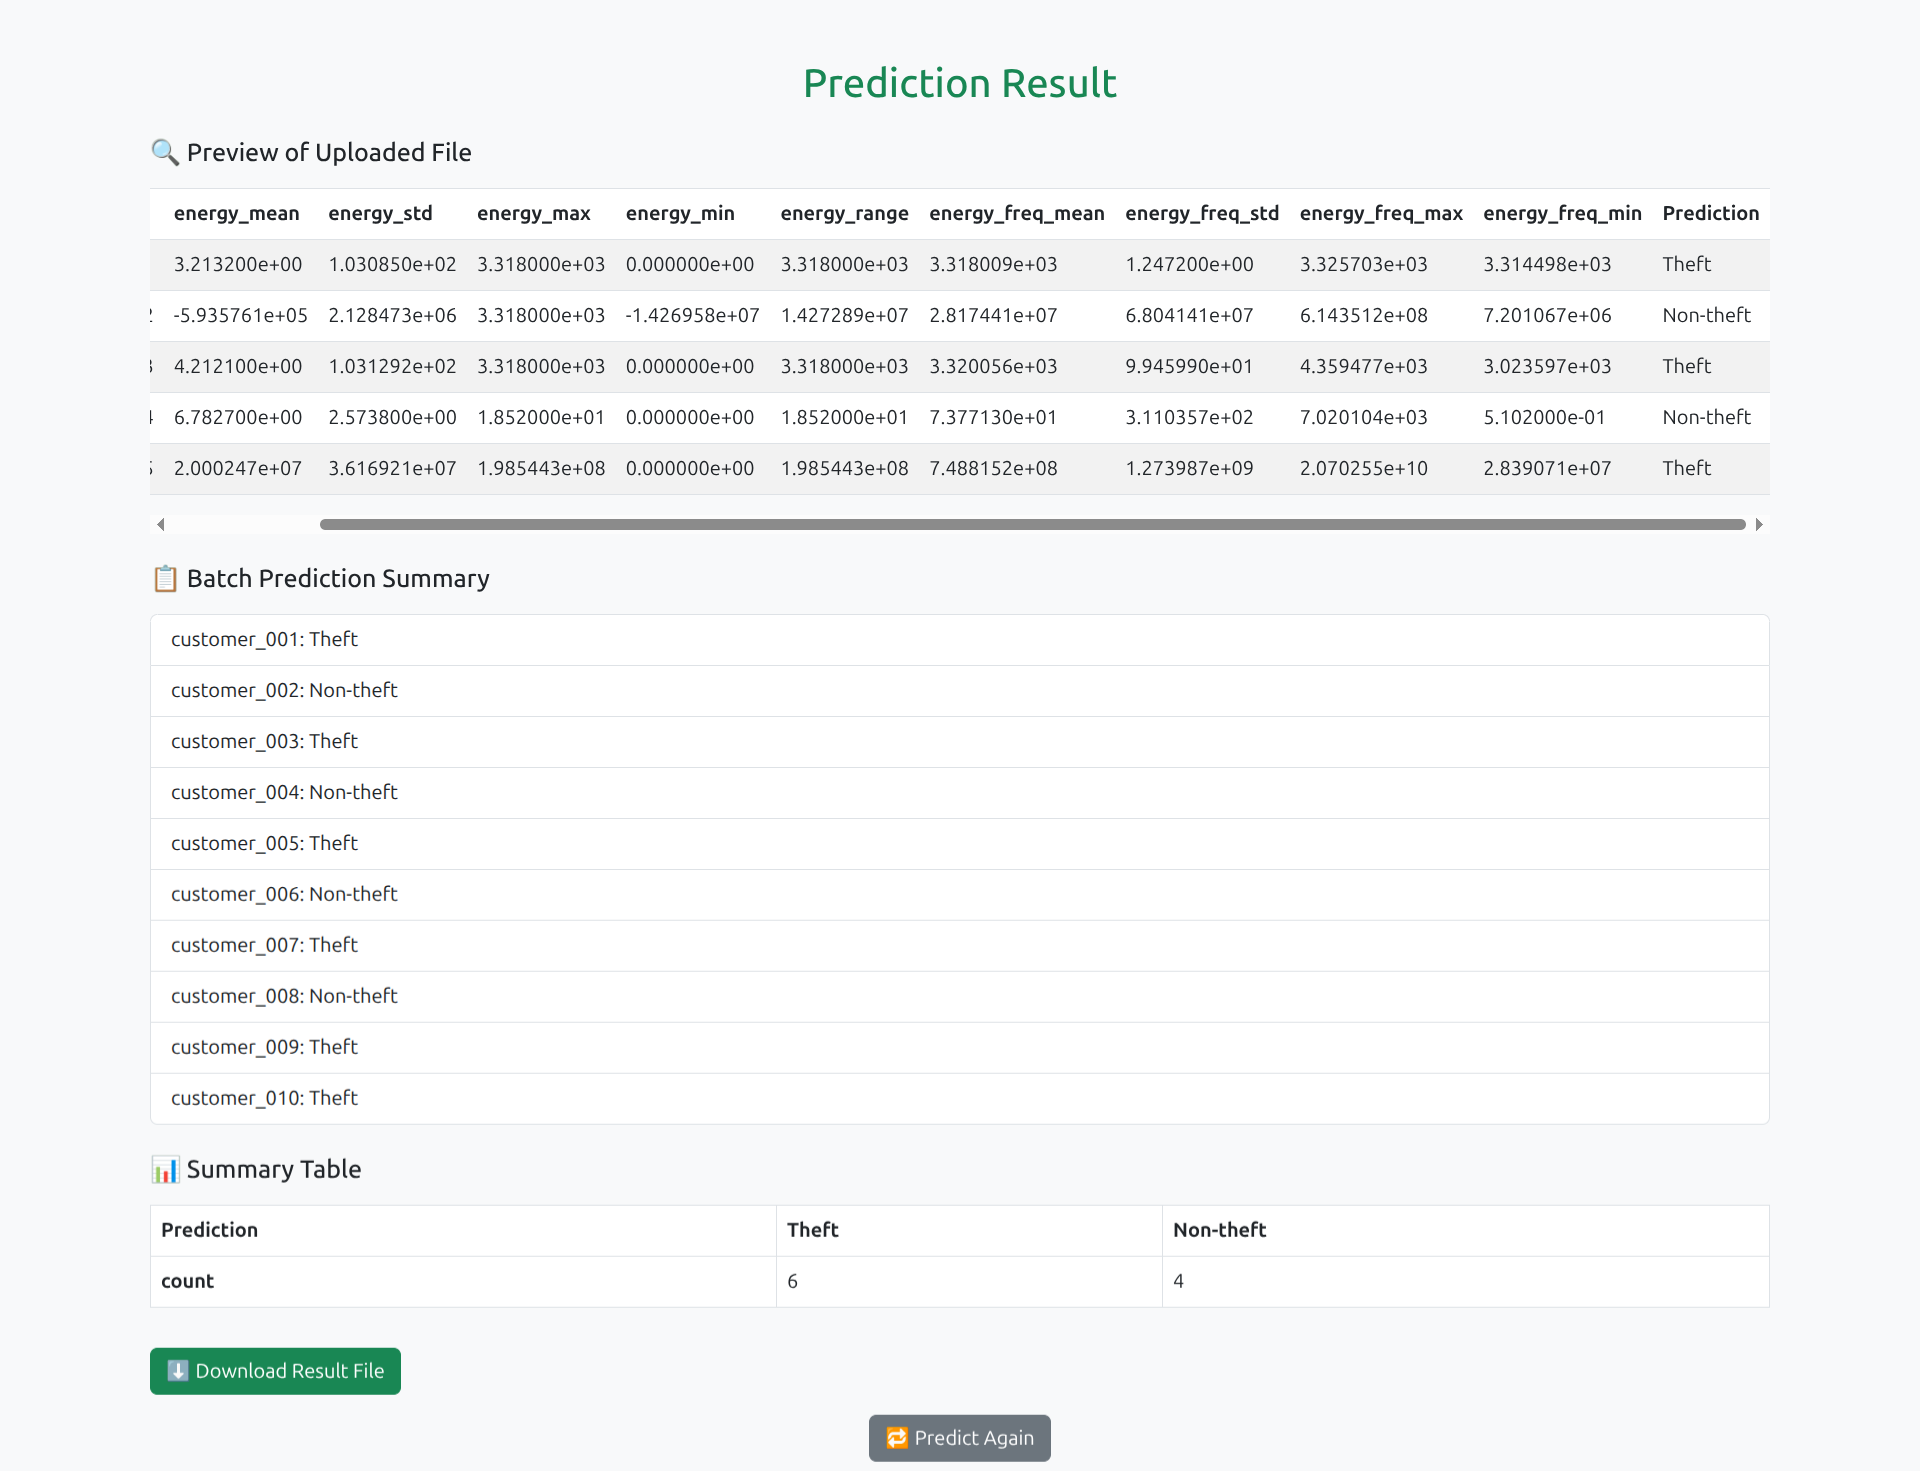 Prediction Result
🔍 Preview of Uploaded File
energy_mean energy_std energy_max energy_min energy_range energy_freq_mean energy_freq_std energy_freq_max energy_freq_min Prediction
3.213200e+00 1.030850e+02 3.318000e+03 0.000000e+00 3.318000e+03 3.318009e+03 1.247200e+00 3.325703e+03 3.314498e+03 Theft
2 -5.935761e+05 2.128473e+06 3.318000e+03 -1.426958e+07 1.427289e+07 2.817441e+07 6.804141e+07 6.143512e+08 7.201067e+06 Non-theft
3 4.212100e+00 1.031292e+02 3.318000e+03 0.000000e+00 3.318000e+03 3.320056e+03 9.945990e+01 4.359477e+03 3.023597e+03 Theft
4 6.782700e+00 2.573800e+00 1.852000e+01 0.000000e+00 1.852000e+01 7.377130e+01 3.110357e+02 7.020104e+03 5.102000e-01 Non-theft
5 2.000247e+07 3.616921e+07 1.985443e+08 0.000000e+00 1.985443e+08 7.488152e+08 1.273987e+09 2.070255e+10 2.839071e+07 Theft
📋 Batch Prediction Summary
customer_001: Theft
customer_002: Non-theft
customer_003: Theft
customer_004: Non-theft
customer_005: Theft
customer_006: Non-theft
customer_007: Theft
customer_008: Non-theft
customer_009: Theft
customer_010: Theft
📊 Summary Table
Prediction Theft Non-theft
count 6 4
⬇️ Download Result File
🔁 Predict Again